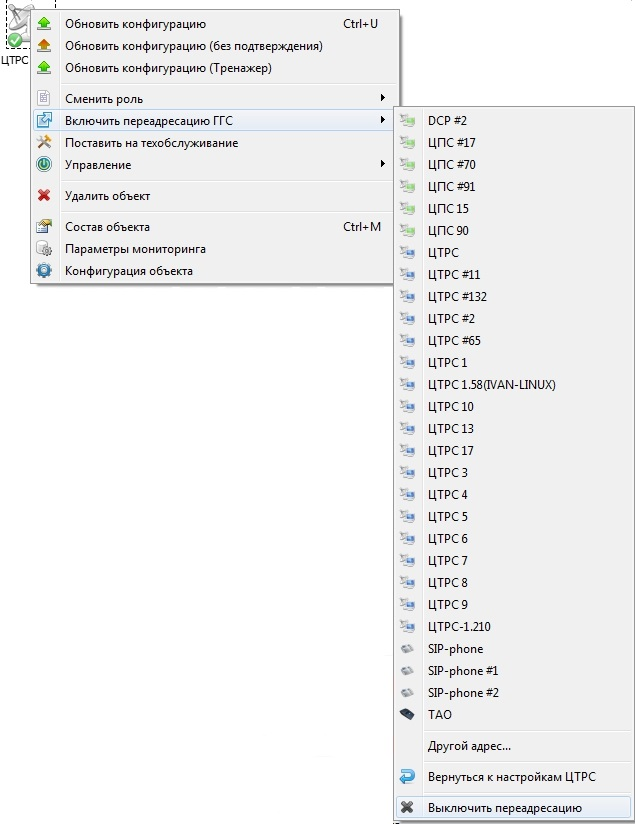 ЦТРС
Обновить конфигурацию Ctrl+U
Обновить конфигурацию (без подтверждения)
Обновить конфигурацию (Тренажер)
Сменить роль
Включить переадресацию ГГС
Поставить на техобслуживание
Управление
Удалить объект
Состав объекта Ctrl+M
Параметры мониторинга
Конфигурация объекта
DCP #2
ЦПС #17
ЦПС #70
ЦПС #91
ЦПС 15
ЦПС 90
ЦТРС
ЦТРС #11
ЦТРС #132
ЦТРС #2
ЦТРС #65
ЦТРС 1
ЦТРС 1.58(IVAN-LINUX)
ЦТРС 10
ЦТРС 13
ЦТРС 17
ЦТРС 3
ЦТРС 4
ЦТРС 5
ЦТРС 6
ЦТРС 7
ЦТРС 8
ЦТРС 9
ЦТРС-1.210
SIP-phone
SIP-phone #1
SIP-phone #2
ТАО
Другой адрес...
Вернуться к настройкам ЦТРС
Выключить переадресацию